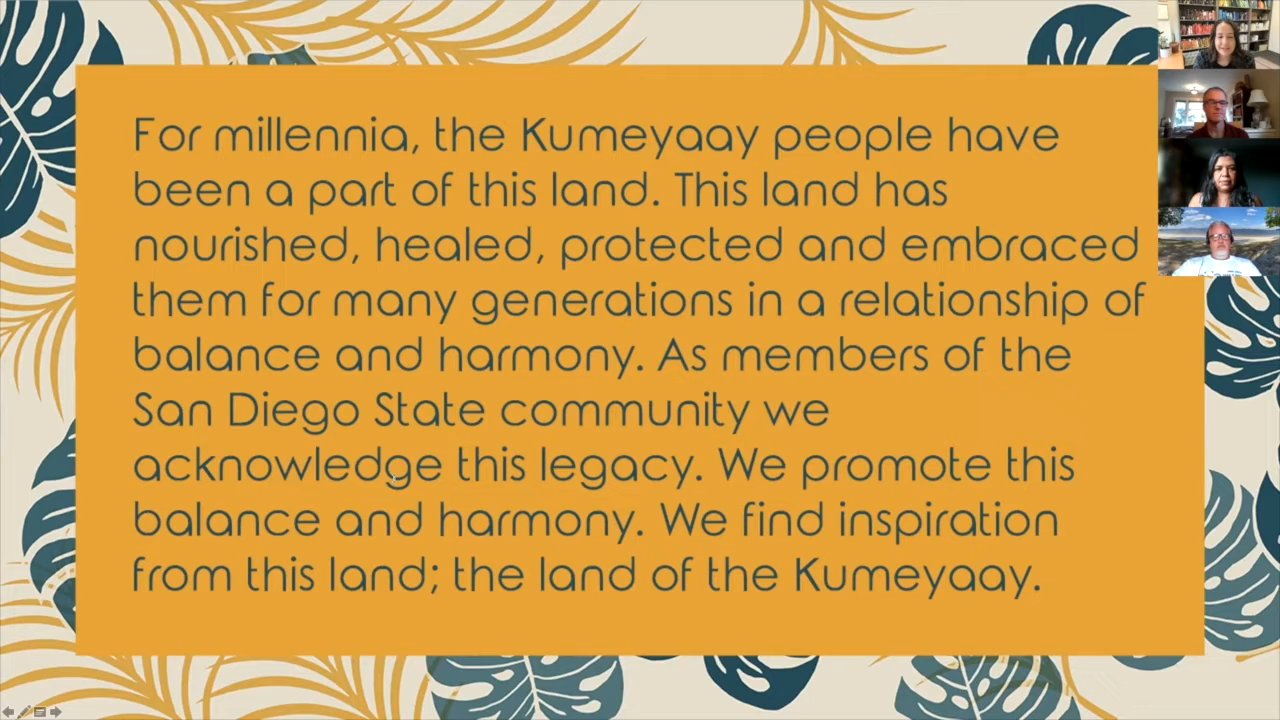 For millennia, the Kumeyaay people have
been a part of this land. This land has
nourished, healed, protected and embraced
them for many generations in a relationship of
balance and harmony. As members of the
San Diego State community we
acknowledge this legacy. We promote this
balance and harmony. We find inspiration
from this land; the land of the Kumeyaay.